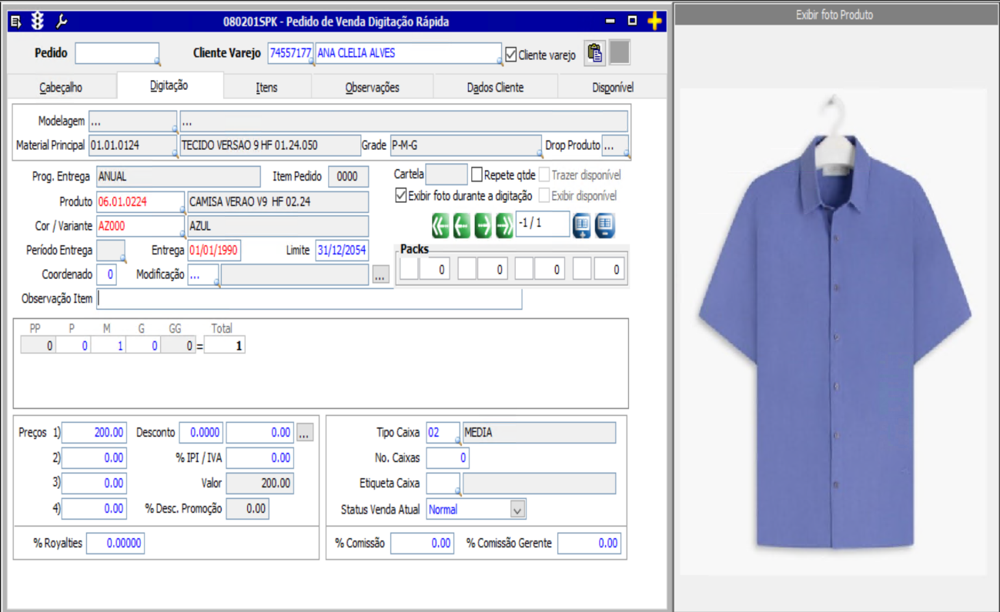 080201SPK - Pedido de Venda Digitação Rápida
Exibir foto Produto
Pedido Cliente Varejo 74557177 ANA CLELIA ALVES Cliente varejo
Cabeçalho Digitação Itens Observações Dados Cliente Disponível
Modelagem ... ...
Material Principal 01.01.0124 TECIDO VERSAO 9 HF 01.24.050 Grade P-M-G Drop Produto ...
Prog. Entrega ANUAL Item Pedido 0000 Cartela Repete qtde Trazer disponível
Exibir foto durante a digitação Exibir disponível
Produto 06.01.0224 CAMISA VERAO V9 HF 02.24
Cor / Variante AZ000 AZUL -1 / 1
Período Entrega Entrega 01/01/1990 Limite 31/12/2054
Packs
0 0 0 0
Coordenado 0 Modificação ... ...
Observação Item
PP P M G GG Total
0 0 1 0 0 = 1
Preços 1) 200.00 Desconto 0.0000 0.00 ... Tipo Caixa 02 MEDIA
2) 0.00 % IPI / IVA 0.00 No. Caixas 0
3) 0.00 Valor 200.00 Etiqueta Caixa
4) 0.00 % Desc. Promoção 0.00 Status Venda Atual Normal
% Royalties 0.00000 % Comissão 0.00 % Comissão Gerente 0.00